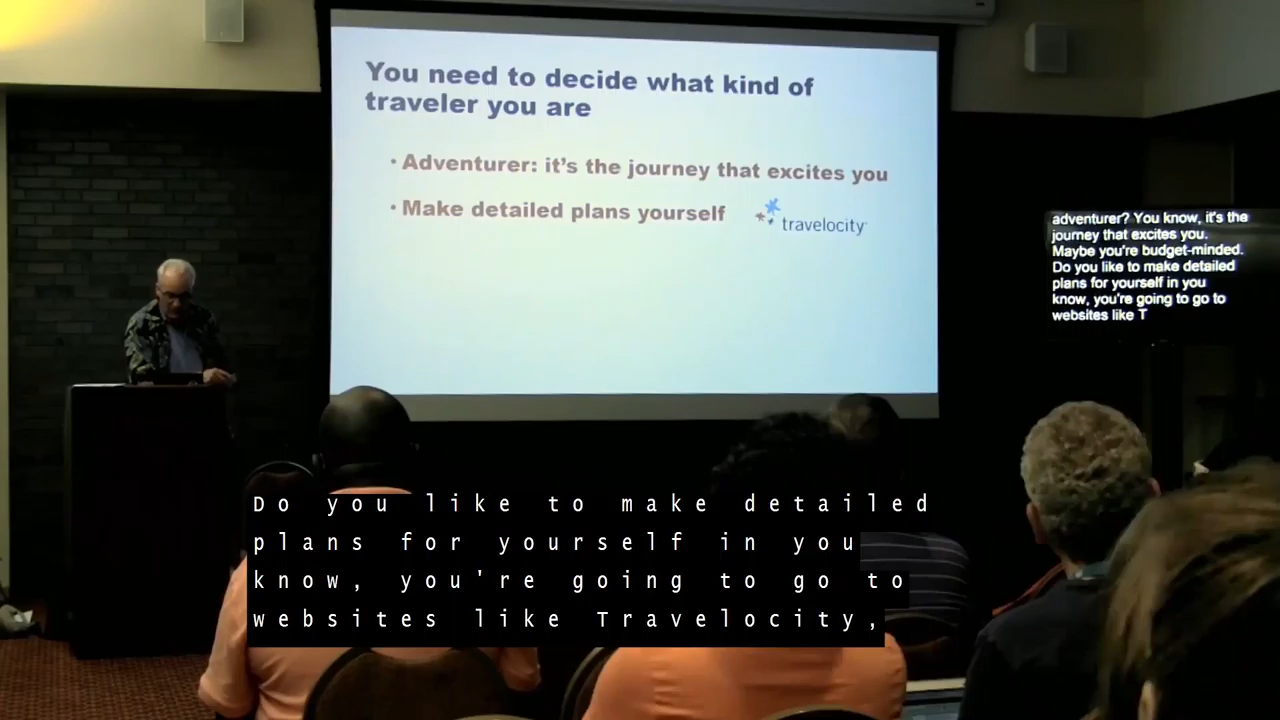 You need to decide what kind of
traveler you are
• Adventurer: it's the journey that excites you
• Make detailed plans yourself
travelocity
adventurer? You know, it's the
journey that excites you.
Maybe you're budget-minded.
Do you like to make detailed
plans for yourself in you
know, you're going to go to
websites like T
Do you like to make detailed
plans for yourself in you
know, you're going to go to
websites like Travelocity,